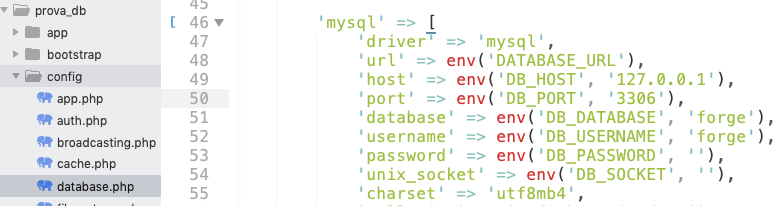 prova_db
app
bootstrap
config
app.php
auth.php
broadcasting.php
cache.php
database.php
45
46 'mysql' => [
47 'driver' => 'mysql',
48 'url' => env('DATABASE_URL'),
49 'host' => env('DB_HOST', '127.0.0.1'),
50 'port' => env('DB_PORT', '3306'),
51 'database' => env('DB_DATABASE', 'forge'),
52 'username' => env('DB_USERNAME', 'forge'),
53 'password' => env('DB_PASSWORD', ''),
54 'unix_socket' => env('DB_SOCKET', ''),
55 'charset' => 'utf8mb4',